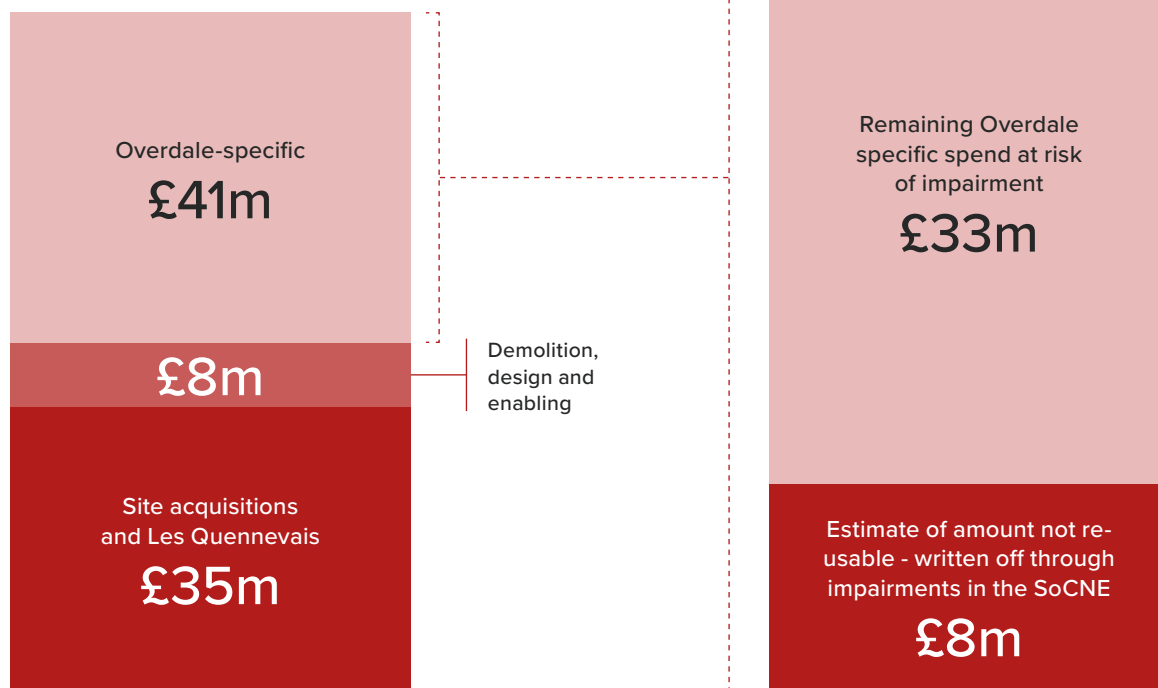 Overdale-specific
£41m
£8m
Demolition,
design and
enabling
Site acquisitions
and Les Quennevais
£35m
Remaining Overdale
specific spend at risk
of impairment
£33m
Estimate of amount not re-
usable - written off through
impairments in the SoCNE
£8m